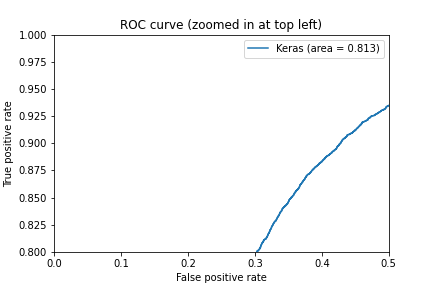 ROC curve (zoomed in at top left)
Keras (area = 0.813)
True positive rate
1.000
0.975
0.950
0.925
0.900
0.875
0.850
0.825
0.800
0.0 0.1 0.2 0.3 0.4 0.5
False positive rate